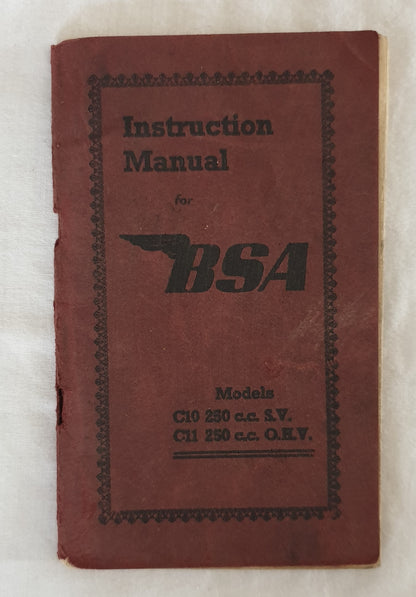 Instruction
Manual
for
BSA
Models
C10 250 c.c. S.V.
C11 250 c.c. O.H.V.